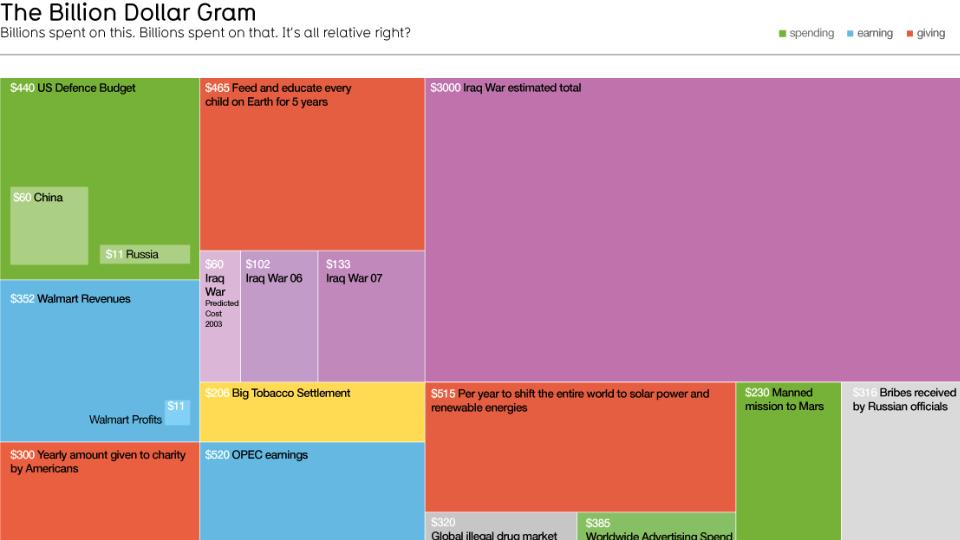 The Billion Dollar Gram
Billions spent on this. Billions spent on that. It's all relative right?
spending earning giving
$440 US Defence Budget
$60 China
$11 Russia
$465 Feed and educate every
child on Earth for 5 years
$3000 Iraq War estimated total
$60
Iraq
War
Predicted
Cost
2003
$102
Iraq War 06
$133
Iraq War 07
$352 Walmart Revenues
$11
Walmart Profits
$206 Big Tobacco Settlement
$515 Per year to shift the entire world to solar power and
renewable energies
$230 Manned
mission to Mars
$316 Bribes received
by Russian officials
$300 Yearly amount given to charity
by Americans
$520 OPEC earnings
$320
Global illegal drug market
$385
Worldwide Advertising Spend